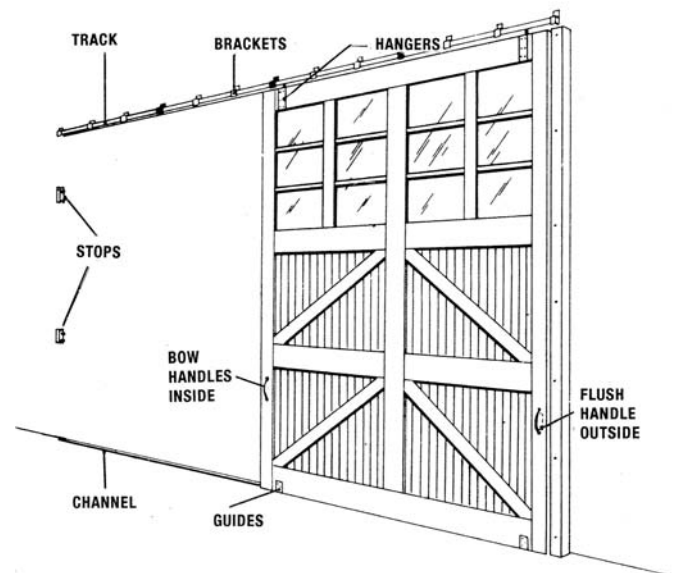 TRACK
BRACKETS
HANGERS
STOPS
BOW
HANDLES
INSIDE
FLUSH
HANDLE
OUTSIDE
CHANNEL
GUIDES